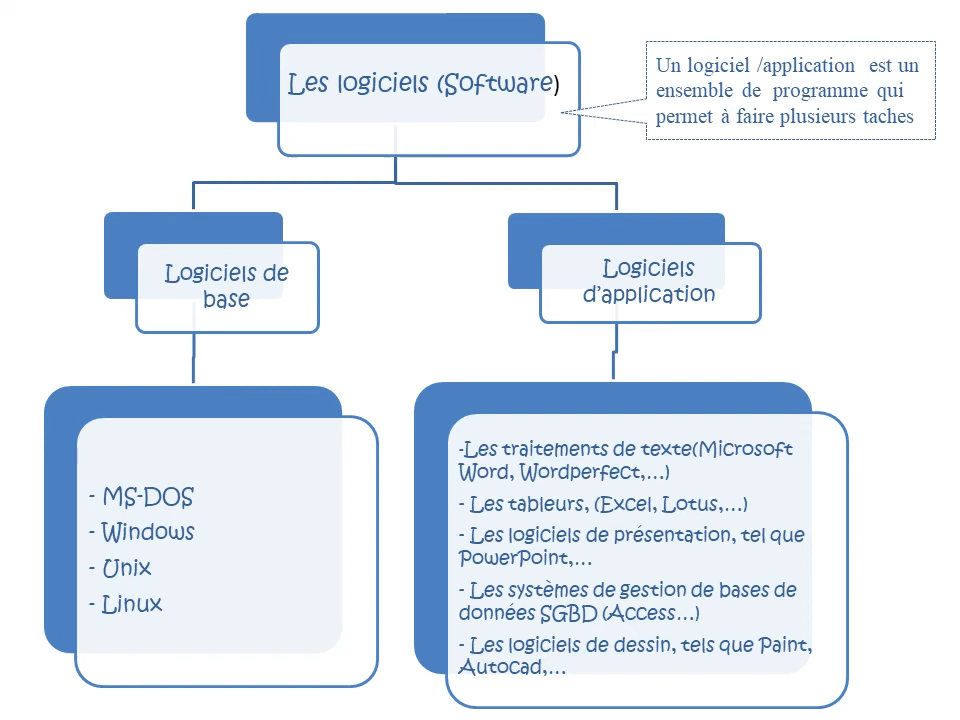 Les logiciels (Software)
Un logiciel /application est un
ensemble de programme qui
permet à faire plusieurs taches
Logiciels de
base
Logiciels
d’application
- MS-DOS
- Windows
- Unix
- Linux
-Les traitements de texte(Microsoft
Word, Wordperfect,…)
- Les tableurs, (Excel, Lotus,…)
- Les logiciels de présentation, tel que
PowerPoint,…
- Les systèmes de gestion de bases de
données SGBD (Access…)
- Les logiciels de dessin, tels que Paint,
Autocad,…